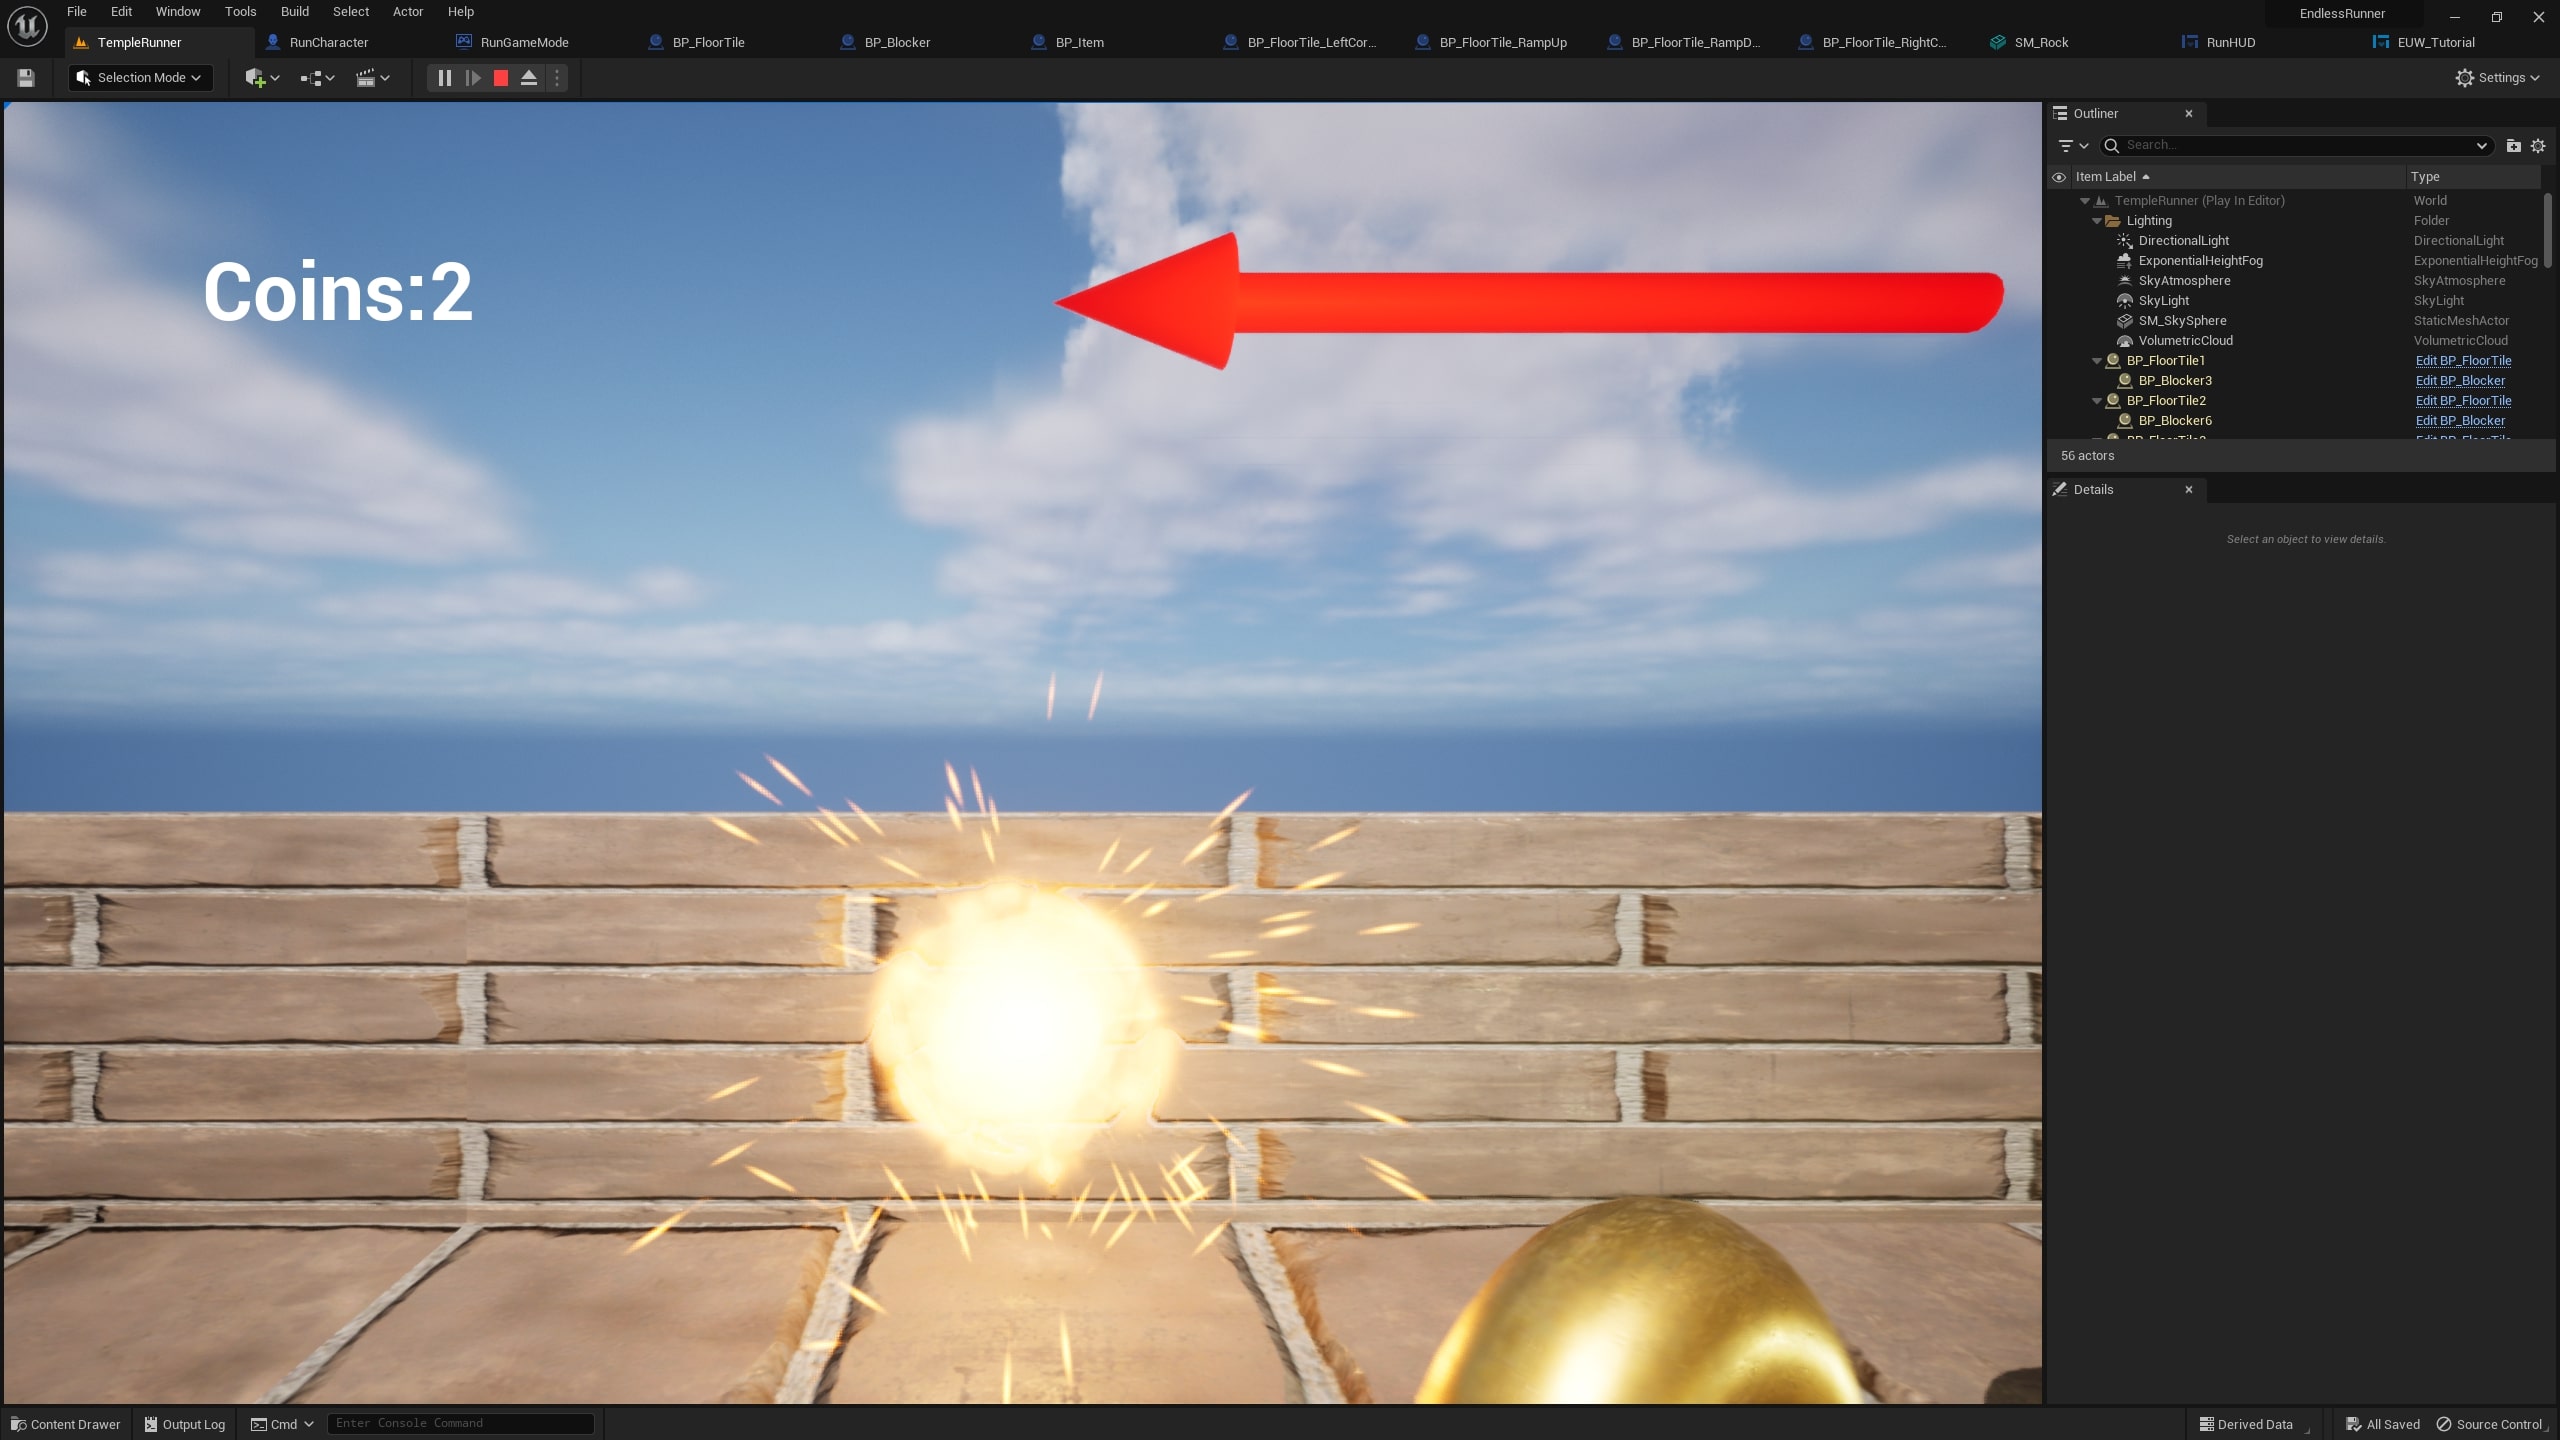 File Edit Window Tools Build Select Actor Help
EndlessRunner
TempleRunner RunCharacter RunGameMode BP_FloorTile BP_Blocker BP_Item BP_FloorTile_LeftCor... BP_FloorTile_RampUp BP_FloorTile_RampD... BP_FloorTile_RightC... SM_Rock RunHUD EUW_Tutorial
Selection Mode
Settings
Coins:2
Outliner
Search...
Item Label Type
TempleRunner (Play In Editor) World
Lighting Folder
DirectionalLight DirectionalLight
ExponentialHeightFog ExponentialHeightFog
SkyAtmosphere SkyAtmosphere
SkyLight SkyLight
SM_SkySphere StaticMeshActor
VolumetricCloud VolumetricCloud
BP_FloorTile1 Edit BP_FloorTile
BP_Blocker3 Edit BP_Blocker
BP_FloorTile2 Edit BP_FloorTile
BP_Blocker6 Edit BP_Blocker
56 actors
Details
Select an object to view details.
Content Drawer Output Log Cmd Enter Console Command
Derived Data All Saved Source Control